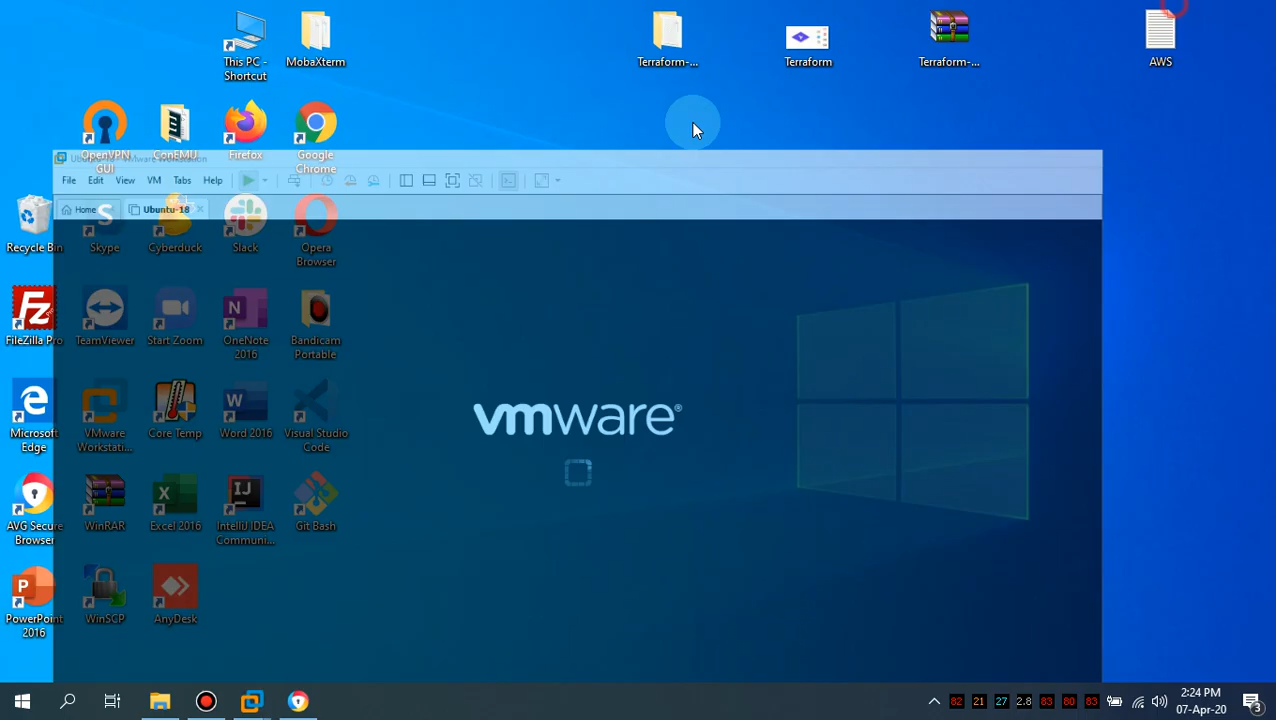 This PC -
Shortcut
MobaXterm
Terraform-...
Terraform
Terraform-...
AWS
OpenVPN
GUI
ConEMU
Firefox
Google
Chrome
VMware Workstation
File Edit View VM Tabs Help
Home
Ubuntu-18
Recycle Bin
Skype
Cyberduck
Slack
Opera
Browser
FileZilla Pro
TeamViewer
Start Zoom
OneNote
2016
Bandicam
Portable
vmware®
Microsoft
Edge
VMware
Workstati...
Core Temp
Word 2016
Visual Studio
Code
AVG Secure
Browser
WinRAR
Excel 2016
IntelliJ IDEA
Communi...
Git Bash
PowerPoint
2016
WinSCP
AnyDesk
82 21 27 2.8 83 80 83
2:24 PM
07-Apr-20
3